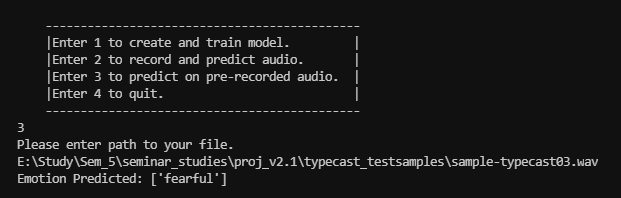 ---------------------------------------------
|Enter 1 to create and train model.         |
|Enter 2 to record and predict audio.       |
|Enter 3 to predict on pre-recorded audio.  |
|Enter 4 to quit.                           |
---------------------------------------------
3
Please enter path to your file.
E:\Study\Sem_5\seminar_studies\proj_v2.1\typecast_testsamples\sample-typecast03.wav
Emotion Predicted: ['fearful']